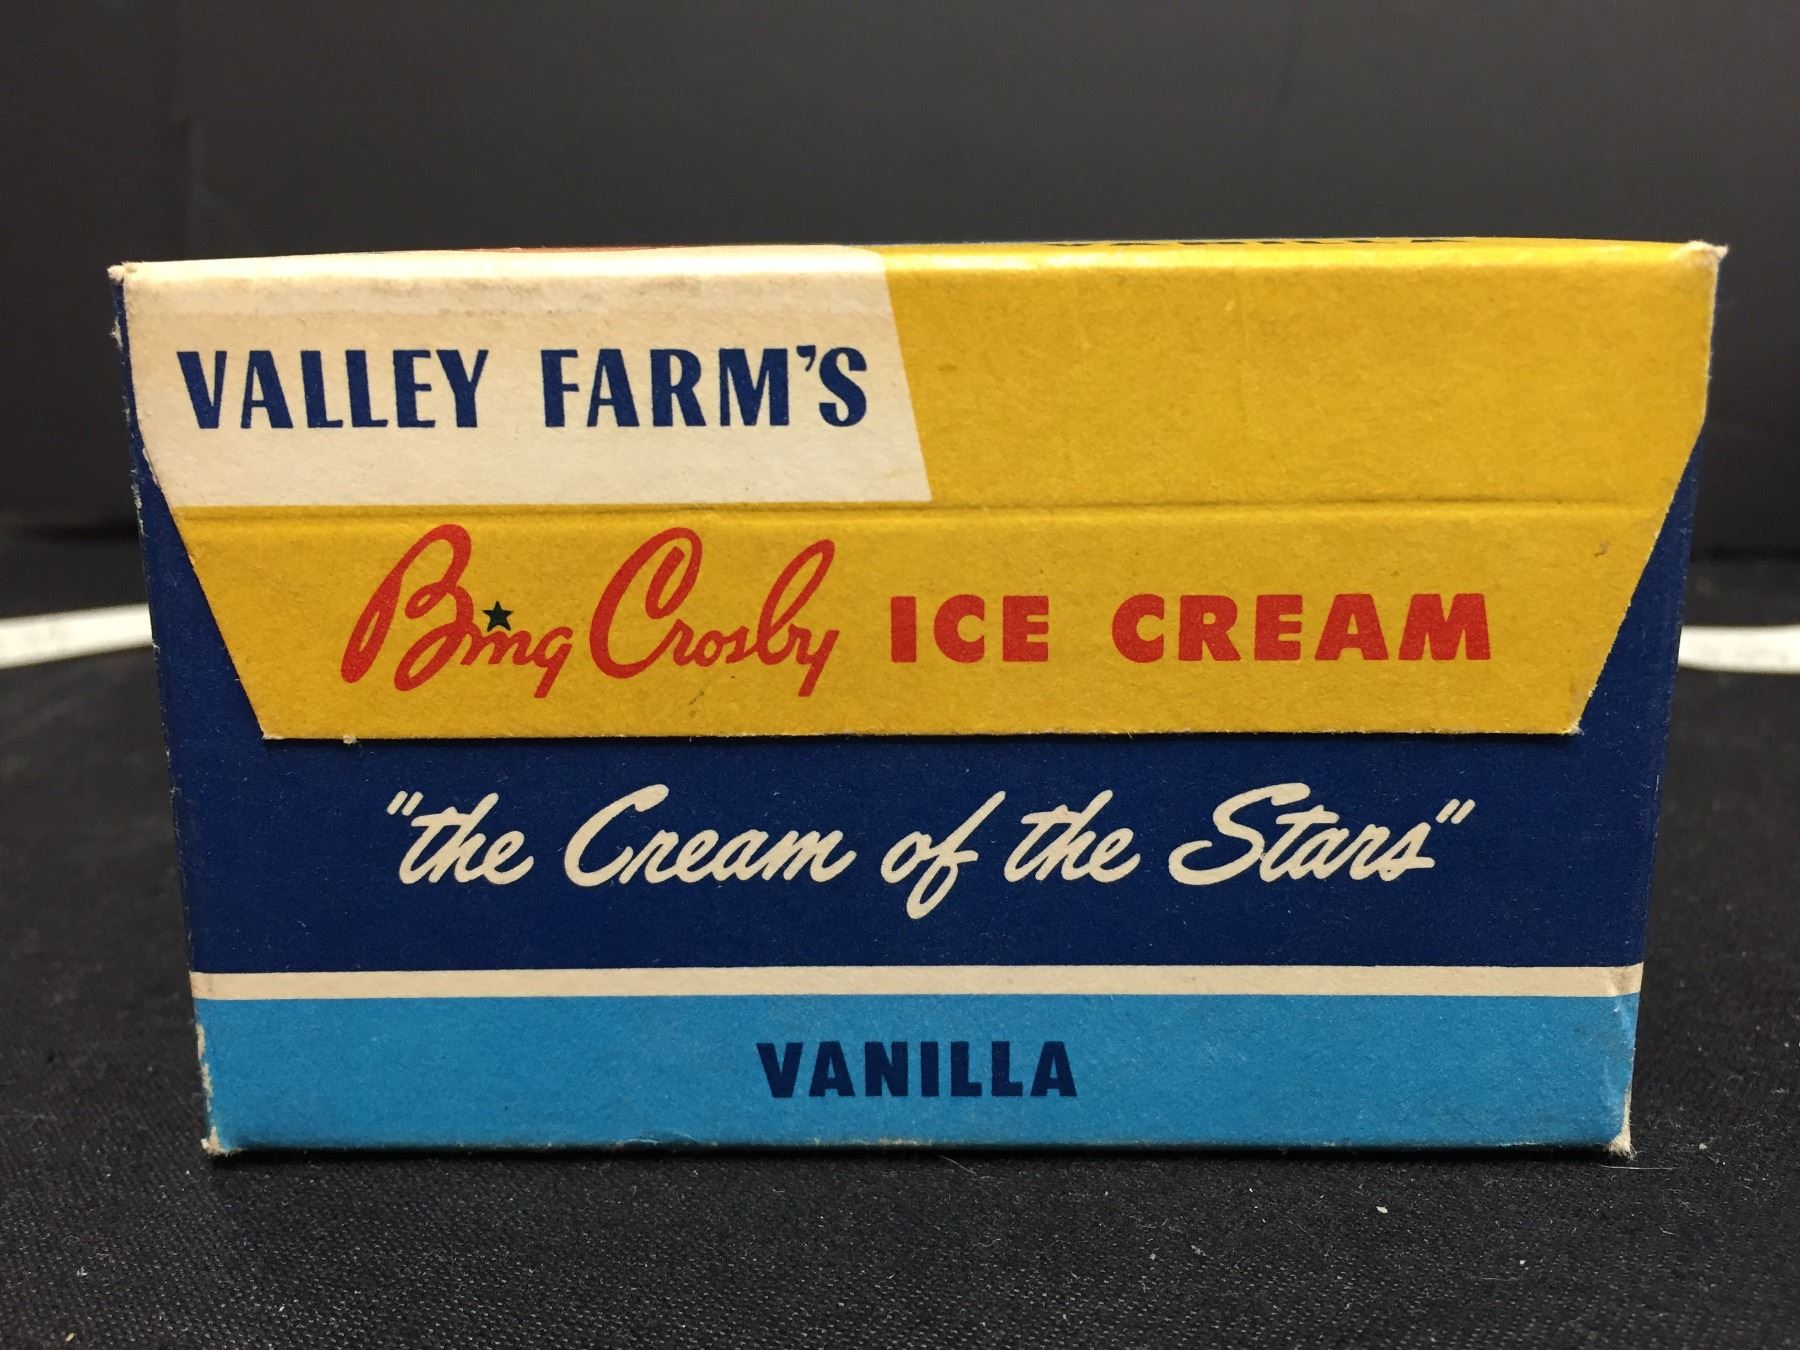 VALLEY FARM'S
Bing Crosby ICE CREAM
"the Cream of the Stars"
VANILLA